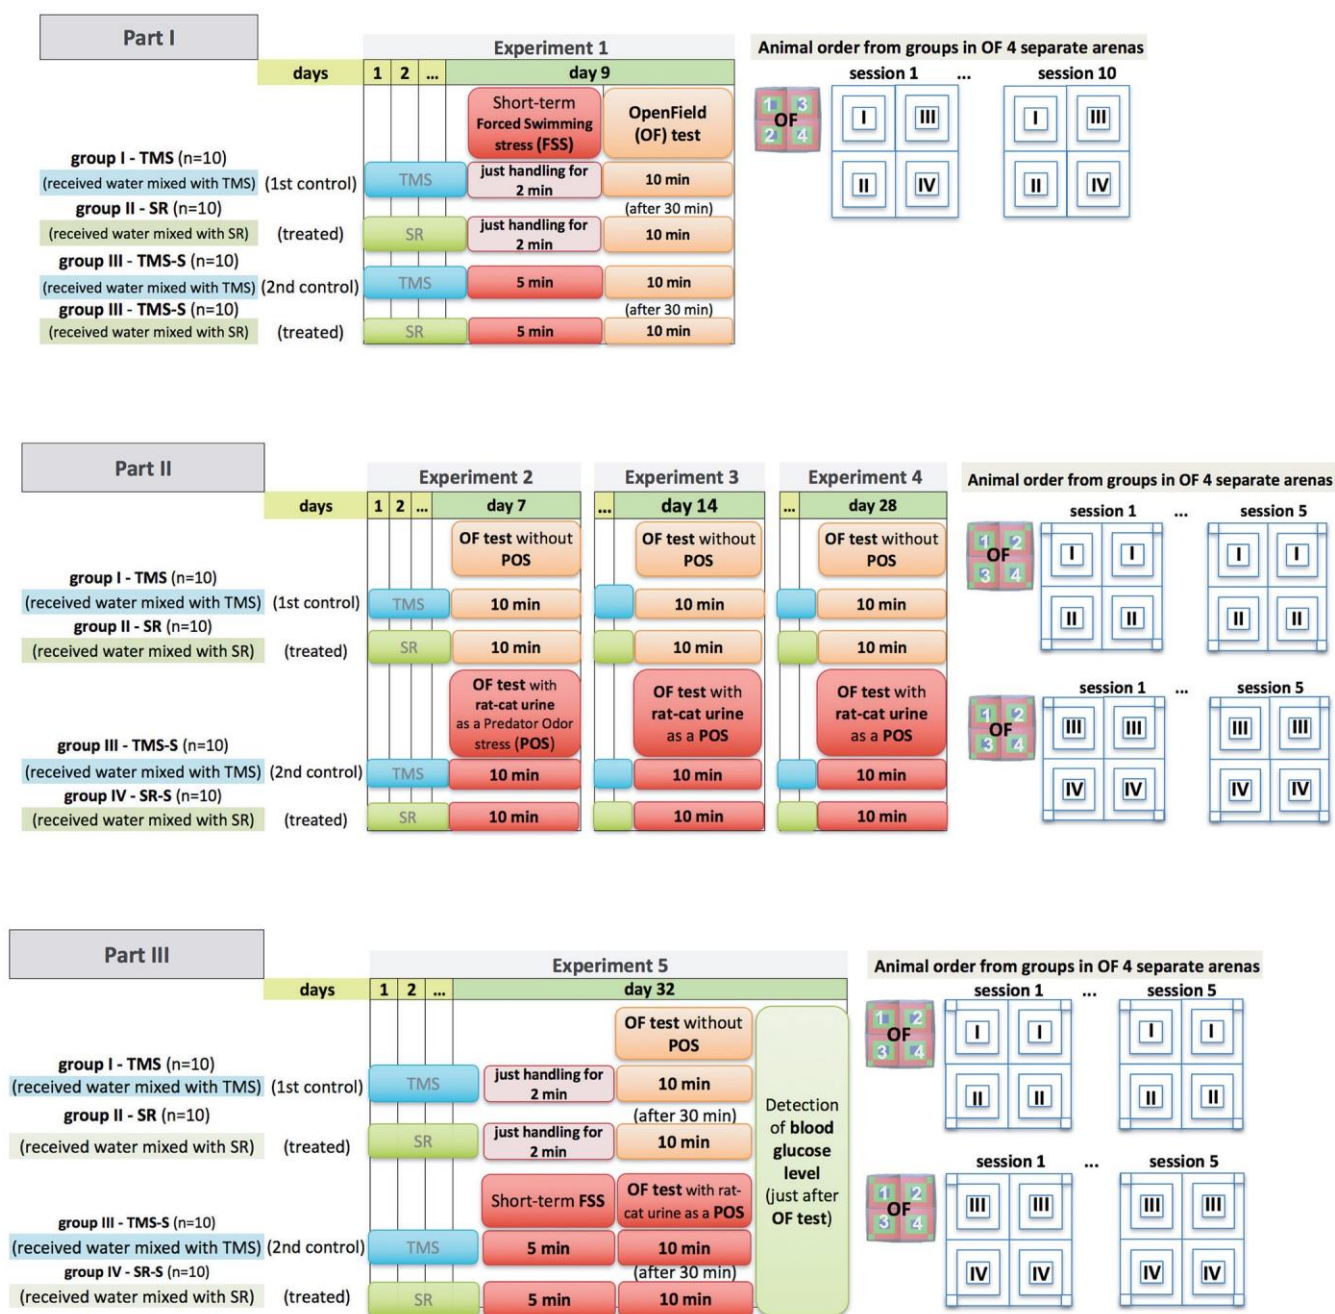 Part I
Experiment 1
days
1 2 ... day 9
Short-term
Forced Swimming
stress (FSS)
OpenField
(OF) test
group I - TMS (n=10)
(received water mixed with TMS) (1st control)
TMS
just handling for
2 min
10 min
group II - SR (n=10)
(after 30 min)
(received water mixed with SR) (treated)
SR
just handling for
2 min
10 min
group III - TMS-S (n=10)
(received water mixed with TMS) (2nd control)
TMS
5 min
10 min
group III - TMS-S (n=10)
(after 30 min)
(received water mixed with SR) (treated)
SR
5 min
10 min
Animal order from groups in OF 4 separate arenas
session 1 ... session 10
1 3
OF
2 4
I III
II IV
I III
II IV
Part II
Experiment 2 Experiment 3 Experiment 4
days
1 2 ... day 7
... day 14
... day 28
OF test without
POS
OF test without
POS
OF test without
POS
group I - TMS (n=10)
(received water mixed with TMS) (1st control)
TMS
10 min
10 min
10 min
group II - SR (n=10)
(received water mixed with SR) (treated)
SR
10 min
10 min
10 min
OF test with
rat-cat urine
as a Predator Odor
stress (POS)
OF test with
rat-cat urine
as a POS
OF test with
rat-cat urine
as a POS
group III - TMS-S (n=10)
(received water mixed with TMS) (2nd control)
TMS
10 min
10 min
10 min
group IV - SR-S (n=10)
(received water mixed with SR) (treated)
SR
10 min
10 min
10 min
Animal order from groups in OF 4 separate arenas
session 1 ... session 5
1 2
OF
3 4
I I
II II
I I
II II
session 1 ... session 5
1 2
OF
3 4
III III
IV IV
III III
IV IV
Part III
Experiment 5
days
1 2 ... day 32
OF test without
POS
group I - TMS (n=10)
(received water mixed with TMS) (1st control)
TMS
just handling for
2 min
10 min
group II - SR (n=10)
(after 30 min)
(received water mixed with SR) (treated)
SR
just handling for
2 min
10 min
Short-term FSS
OF test with rat-
cat urine as a POS
group III - TMS-S (n=10)
(received water mixed with TMS) (2nd control)
TMS
5 min
10 min
group IV - SR-S (n=10)
(after 30 min)
(received water mixed with SR) (treated)
SR
5 min
10 min
Detection
of blood
glucose
level
(just after
OF test)
Animal order from groups in OF 4 separate arenas
session 1 ... session 5
1 2
OF
3 4
I I
II II
I I
II II
session 1 ... session 5
1 2
OF
3 4
III III
IV IV
III III
IV IV